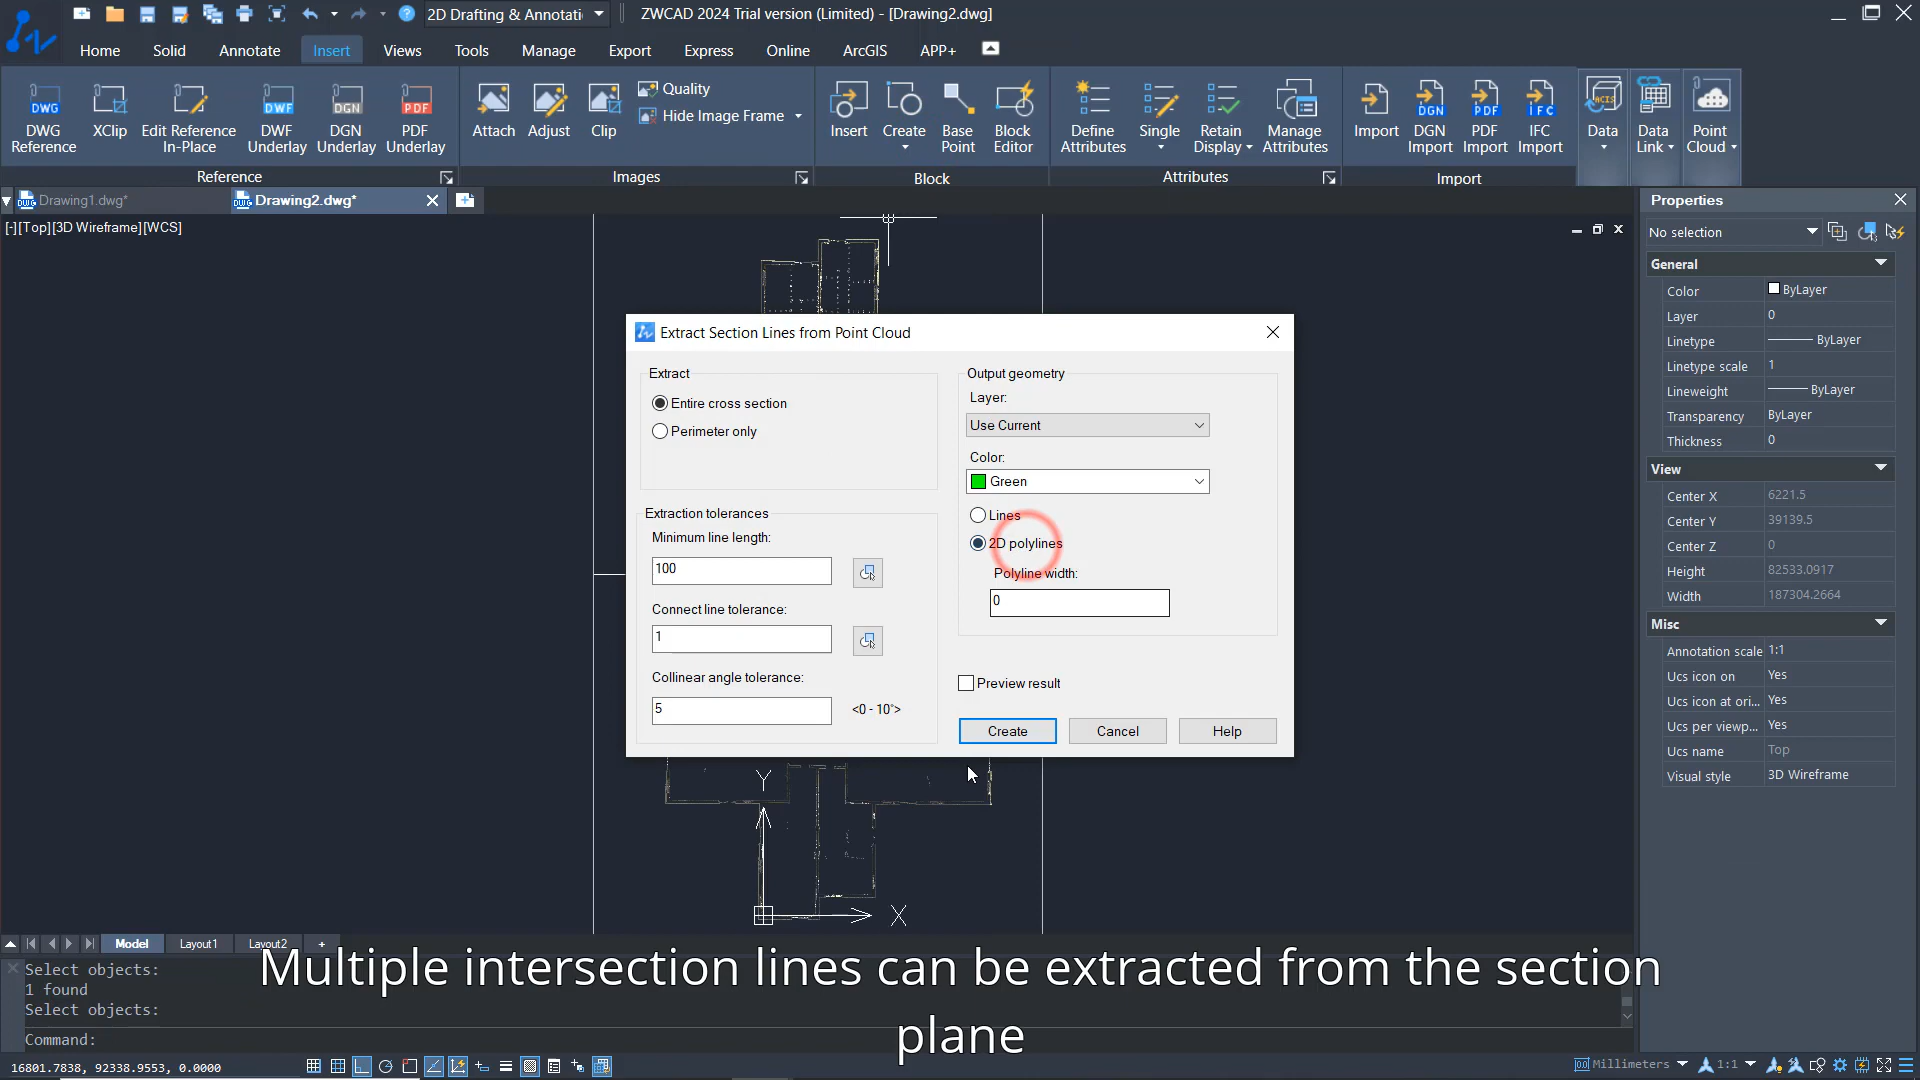 2D Drafting & Annotati
ZWCAD 2024 Trial version (Limited) - [Drawing2.dwg]
Home Solid Annotate Insert Views Tools Manage Export Express Online ArcGIS APP+
DWG Reference
XClip
Edit Reference In-Place
DWF Underlay
DGN Underlay
PDF Underlay
Attach
Adjust
Clip
Quality
Hide Image Frame
Insert
Create
Base Point
Block Editor
Define Attributes
Single
Retain Display
Manage Attributes
Import
DGN Import
PDF Import
IFC Import
Data
Data Link
Point Cloud
Reference
Images
Block
Attributes
Import
Drawing1.dwg*
Drawing2.dwg*
[-][Top][3D Wireframe][WCS]
Extract Section Lines from Point Cloud
Extract
Entire cross section
Perimeter only
Extraction tolerances
Minimum line length:
100
Connect line tolerance:
1
Collinear angle tolerance:
5
<0 - 10°>
Output geometry
Layer:
Use Current
Color:
Green
Lines
2D polylines
Polyline width:
0
Preview result
Create
Cancel
Help
Y
X
Properties
No selection
General
Color ByLayer
Layer 0
Linetype ByLayer
Linetype scale 1
Lineweight ByLayer
Transparency ByLayer
Thickness 0
View
Center X 6221.5
Center Y 39139.5
Center Z 0
Height 82533.0917
Width 187304.2664
Misc
Annotation scale 1:1
Ucs icon on Yes
Ucs icon at ori... Yes
Ucs per viewp... Yes
Ucs name Top
Visual style 3D Wireframe
Model Layout1 Layout2 +
Select objects:
1 found
Select objects:
Command:
Multiple intersection lines can be extracted from the section
plane
16801.7838, 92338.9553, 0.0000
Millimeters
1:1